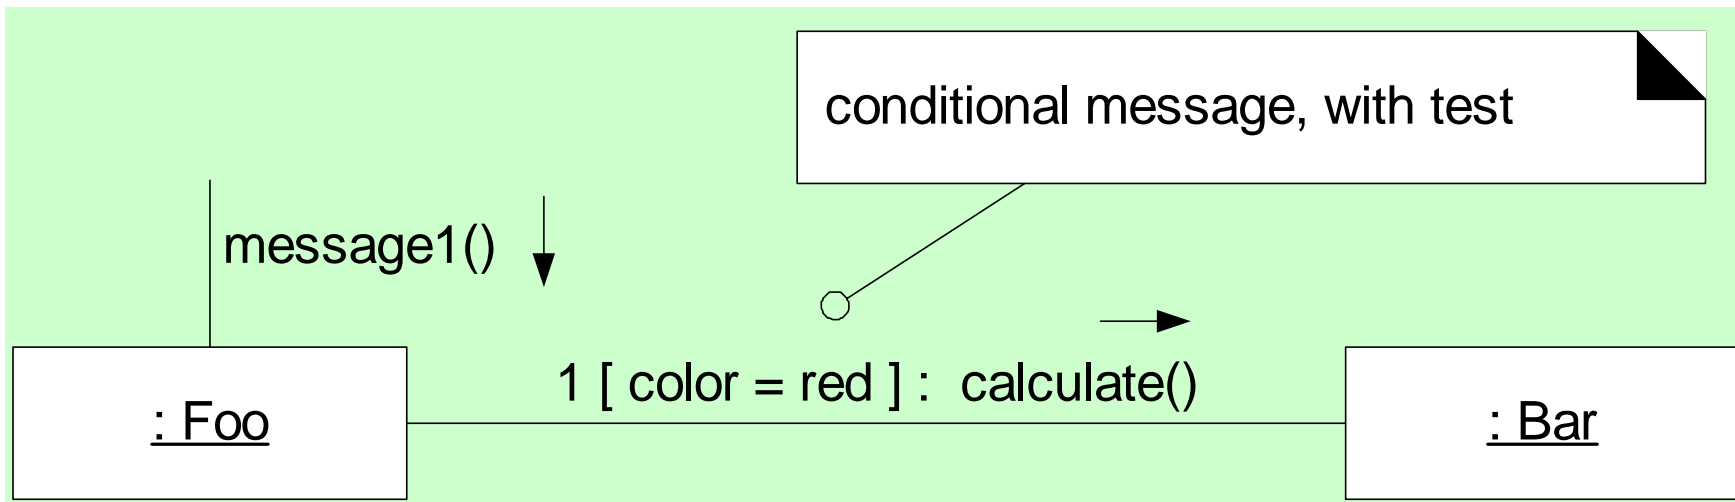 conditional message, with test
message1()
1 [ color = red ] : calculate()
: Foo
: Bar